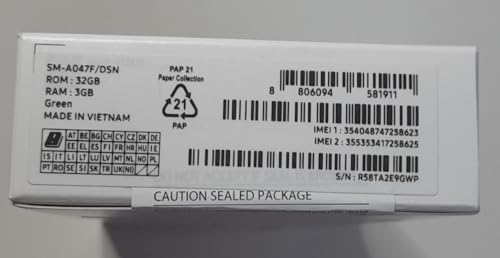 SM-A047F/DSN
ROM : 32GB
RAM : 3GB
Green
MADE IN VIETNAM
AT BE BG CH CY CZ DK DE
EE EL ES FI FR HR HU IE
IS IT LI LT LU LV MT NL NO PL
PT RO SE SI SK TR UK(NI)
PAP 21
Paper Collection
21
PAP
8 806094 581911
IMEI 1 : 354048747258623
IMEI 2 : 355353417258625
S/N : R58TA2E9GWP
CAUTION SEALED PACKAGE